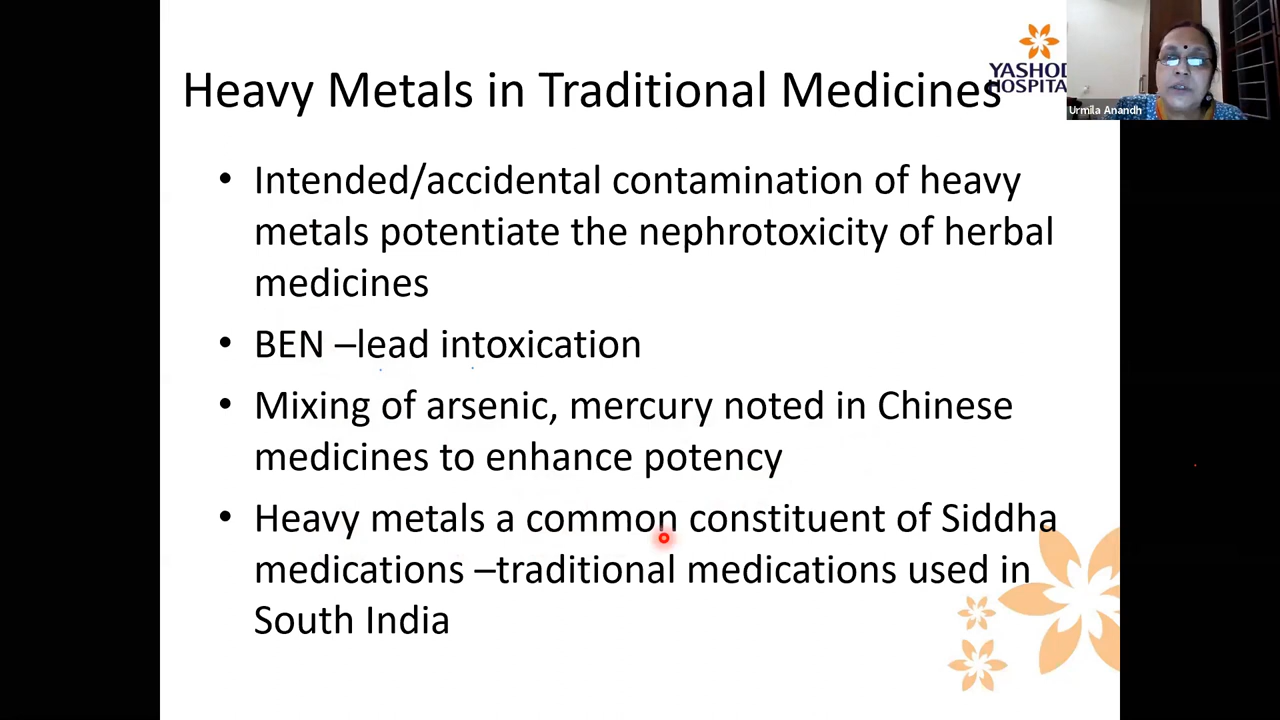 Heavy Metals in Traditional Medicines
YASHOD
HOSPITA
Urmila Anandh
• Intended/accidental contamination of heavy
metals potentiate the nephrotoxicity of herbal
medicines
• BEN –lead intoxication
• Mixing of arsenic, mercury noted in Chinese
medicines to enhance potency
• Heavy metals a common constituent of Siddha
medications –traditional medications used in
South India